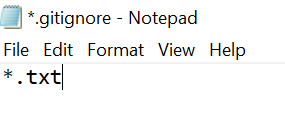 *.gitignore - Notepad
File Edit Format View Help
*.txt